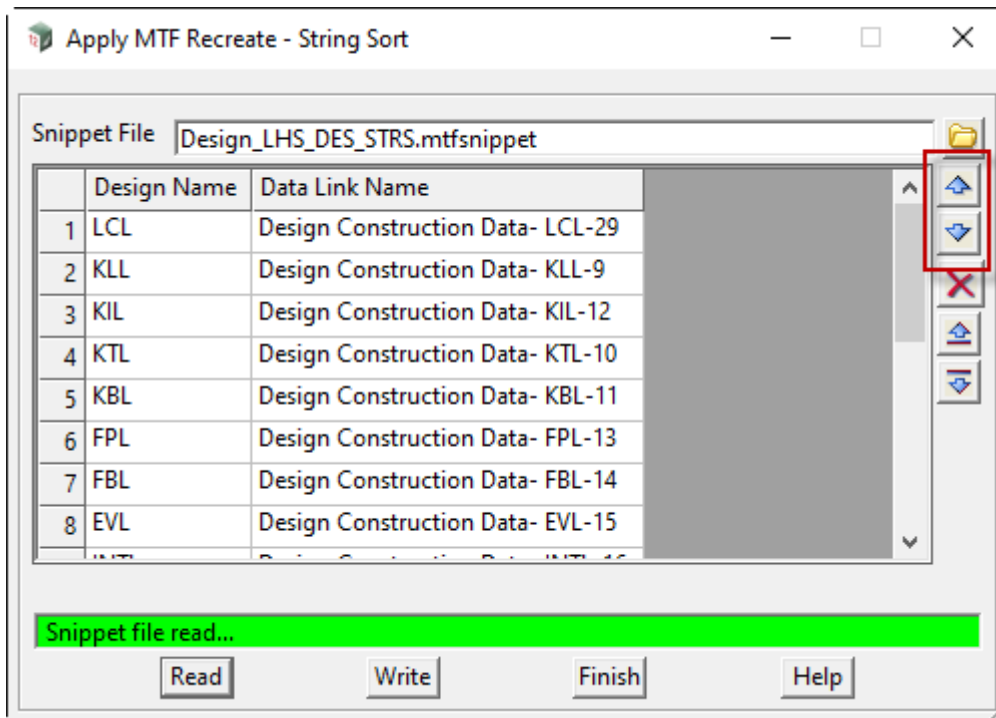 Apply MTF Recreate - String Sort
Snippet File Design_LHS_DES_STRS.mtfsnippet
Design Name Data Link Name
1 LCL Design Construction Data- LCL-29
2 KLL Design Construction Data- KLL-9
3 KIL Design Construction Data- KIL-12
4 KTL Design Construction Data- KTL-10
5 KBL Design Construction Data- KBL-11
6 FPL Design Construction Data- FPL-13
7 FBL Design Construction Data- FBL-14
8 EVL Design Construction Data- EVL-15
Snippet file read...
Read Write Finish Help